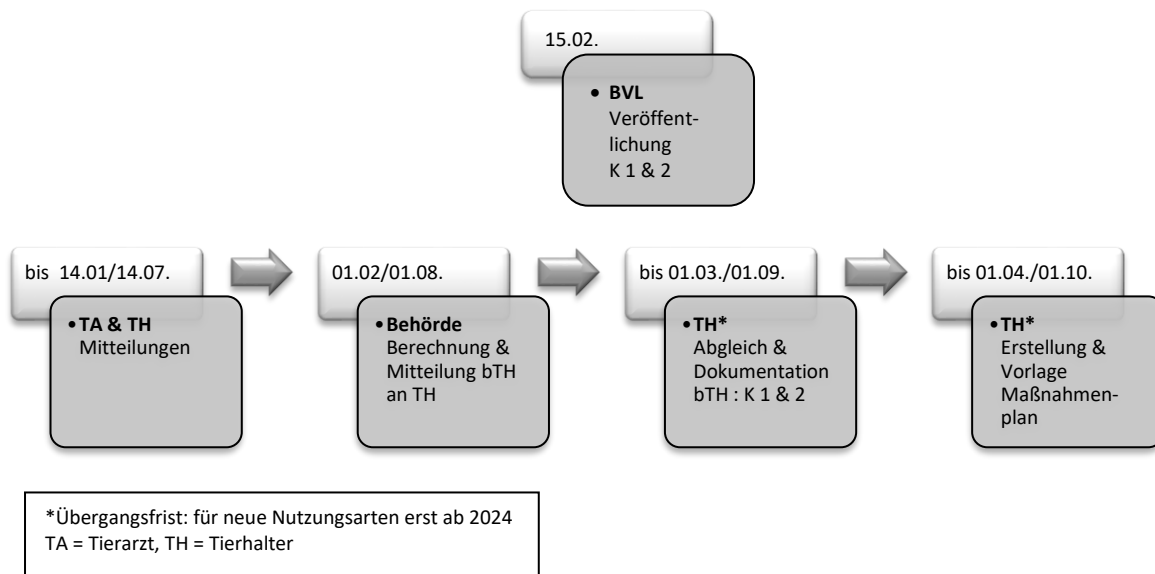 15.02.
• BVL
Veröffent-
lichung
K 1 & 2
bis 14.01/14.07.
• TA & TH
Mitteilungen
01.02/01.08.
• Behörde
Berechnung &
Mitteilung bTH
an TH
bis 01.03./01.09.
• TH*
Abgleich &
Dokumentation
bTH : K 1 & 2
bis 01.04./01.10.
• TH*
Erstellung &
Vorlage
Maßnahmen-
plan
*Übergangsfrist: für neue Nutzungsarten erst ab 2024
TA = Tierarzt, TH = Tierhalter